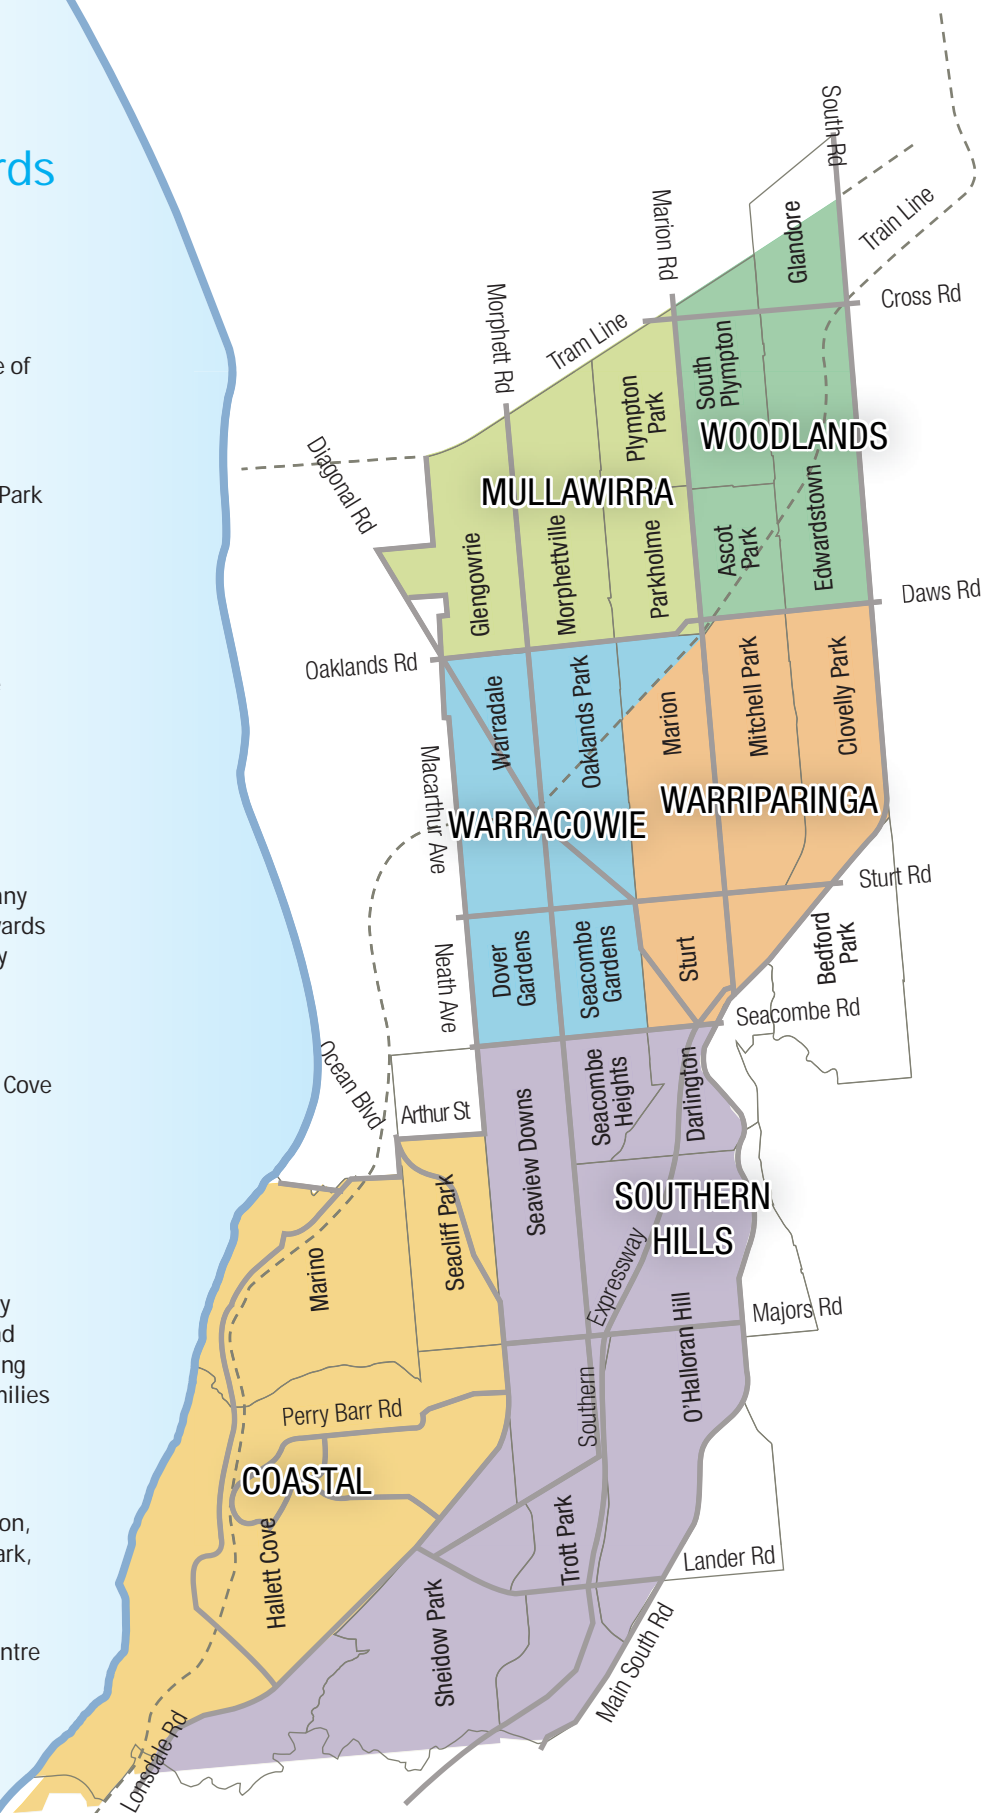 rds
e of
Park
nny
wards
y
Cove
y
nd
ing
milies
on,
ark,
ntre
South Rd
Train Line
Glandore
Marion Rd
Cross Rd
Morphett Rd
Tram Line
South
Plympton
Plympton
Park
WOODLANDS
Diagonal Rd
MULLAWIRRA
Glengowrie
Morphettville
Parkholme
Ascot
Park
Edwardstown
Daws Rd
Oaklands Rd
Warradale
Oaklands Park
Marion
Mitchell Park
Clovelly Park
Macarthur Ave
WARRACOWIE
WARRIPARINGA
Sturt Rd
Neath Ave
Dover
Gardens
Seacombe
Gardens
Sturt
Bedford
Park
Seacombe Rd
Ocean Blvd
Arthur St
Seaview Downs
Seacombe
Heights
Darlington
SOUTHERN
HILLS
Marino
Seacliff Park
Expressway
Southern
O'Halloran Hill
Majors Rd
Perry Barr Rd
COASTAL
Hallett Cove
Trott Park
Lander Rd
Sheidow Park
Main South Rd
Lonsdale Rd